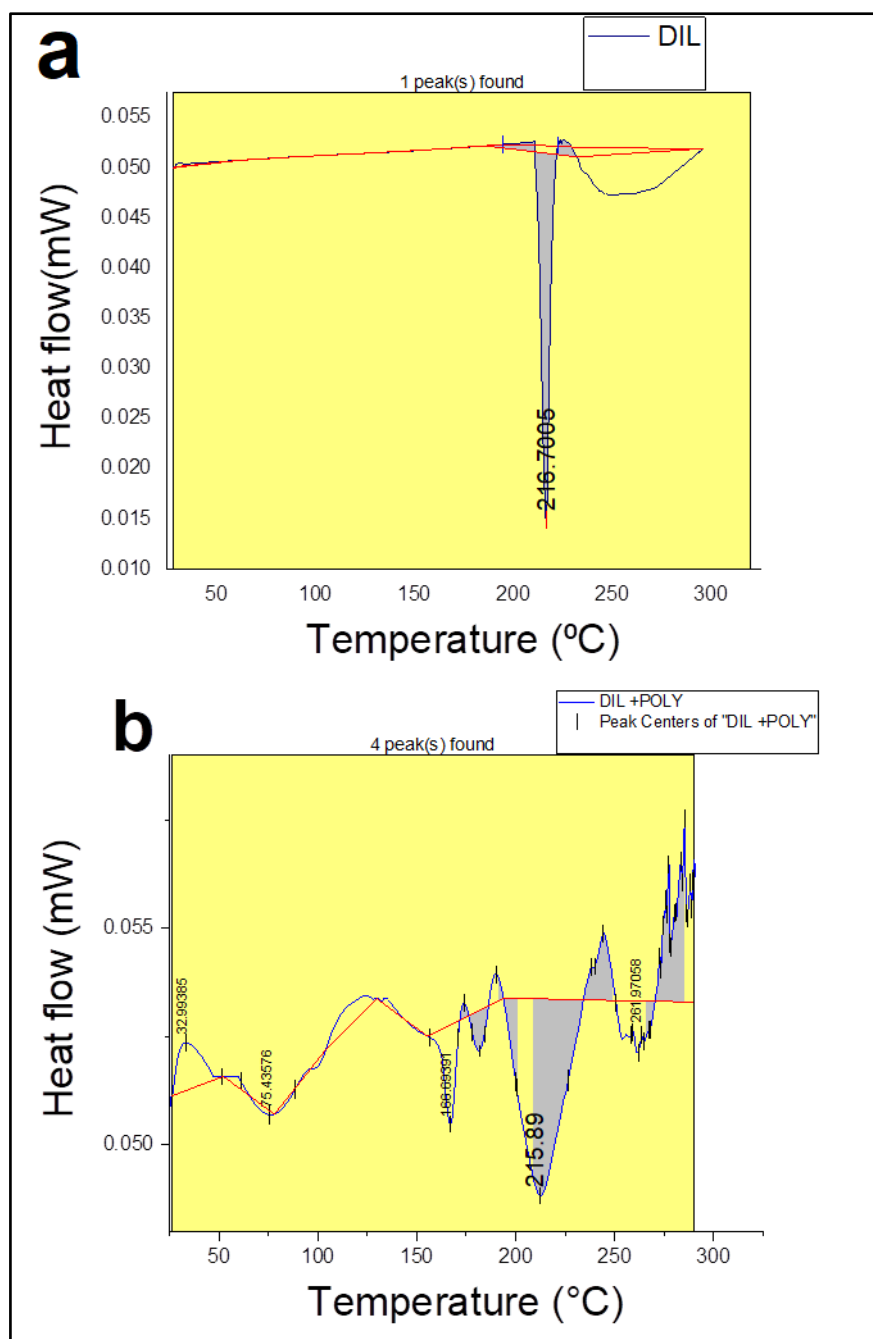 a
DIL
1 peak(s) found
0.055
0.050
0.045
0.040
0.035
0.030
0.025
0.020
0.015
0.010
Heat flow(mW)
216.7005
50 100 150 200 250 300
Temperature (ºC)
b
DIL +POLY
Peak Centers of "DIL +POLY"
4 peak(s) found
0.055
0.050
Heat flow (mW)
32.99385
75.43576
215.89
261.97058
50 100 150 200 250 300
Temperature (°C)